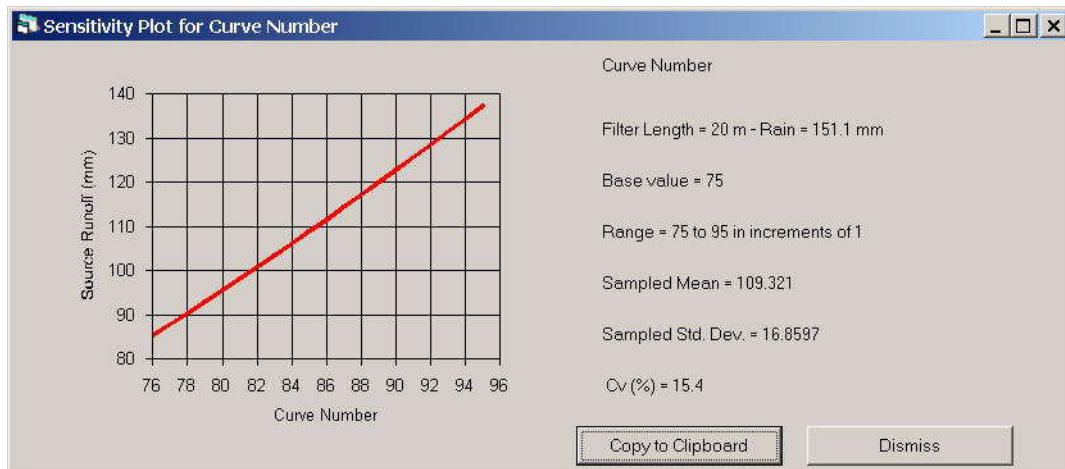 Sensitivity Plot for Curve Number
140
130
120
110
100
90
80
Source Runoff (mm)
76 78 80 82 84 86 88 90 92 94 96
Curve Number
Curve Number
Filter Length = 20 m - Rain = 151.1 mm
Base value = 75
Range = 75 to 95 in increments of 1
Sampled Mean = 109.321
Sampled Std. Dev. = 16.8597
Cv (%) = 15.4
Copy to Clipboard
Dismiss